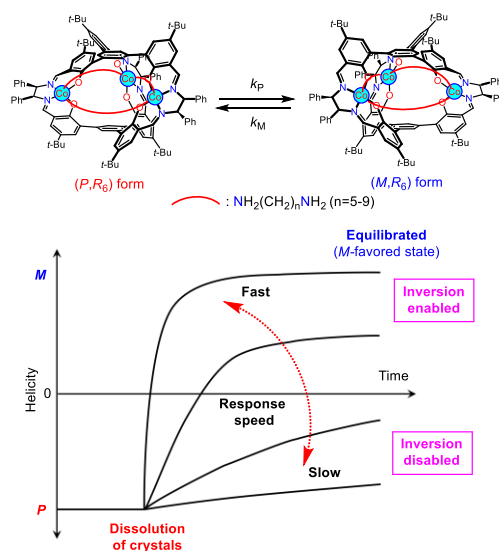 t-Bu
t-Bu
t-Bu
t-Bu
Ph
Ph
Ph
Ph
N
N
N
N
O
O
O
O
Co
Co
Co
t-Bu
t-Bu
t-Bu
kP
kM
t-Bu
t-Bu
t-Bu
Ph
Ph
Ph
Ph
Ph
N
N
N
N
O
O
O
Co
Co
Co
t-Bu
t-Bu
t-Bu
(P,R6) form
(M,R6) form
: NH2(CH2)nNH2 (n=5-9)
Equilibrated
(M-favored state)
M
Fast
Inversion
enabled
Time
0
Helicity
Response
speed
Inversion
disabled
Slow
P
Dissolution
of crystals